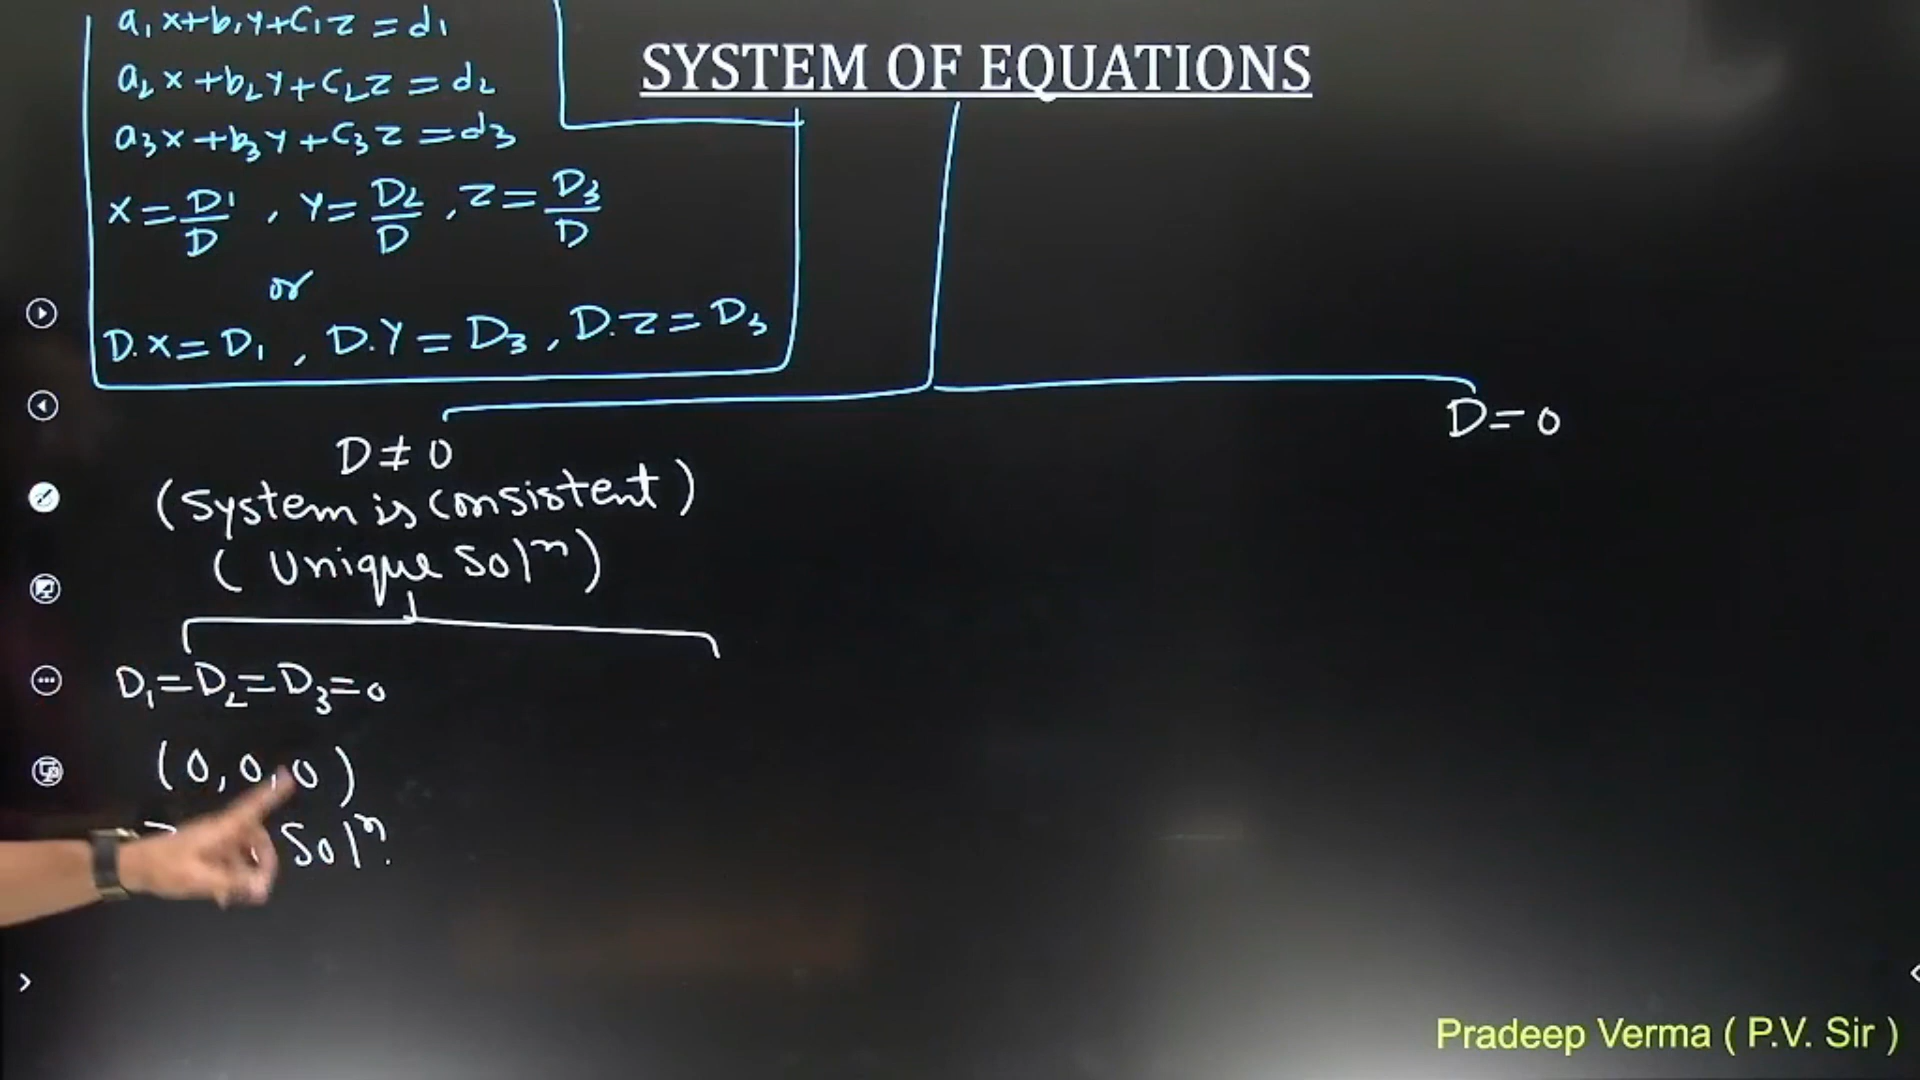 a₁x+b₁y+c₁z=d₁
SYSTEM OF EQUATIONS
a₂x+b₂y+c₂z=d₂
a₃x+b₃y+c₃z=d₃
x=D₁/D, y=D₂/D, z=D₃/D
or
D.x=D₁, D.y=D₃, D.z=D₃
D≠0
D=0
(System is consistent)
(Unique Solⁿ)
D₁=D₂=D₃=0
(0,0,0)
Solⁿ.
Pradeep Verma ( P.V. Sir )